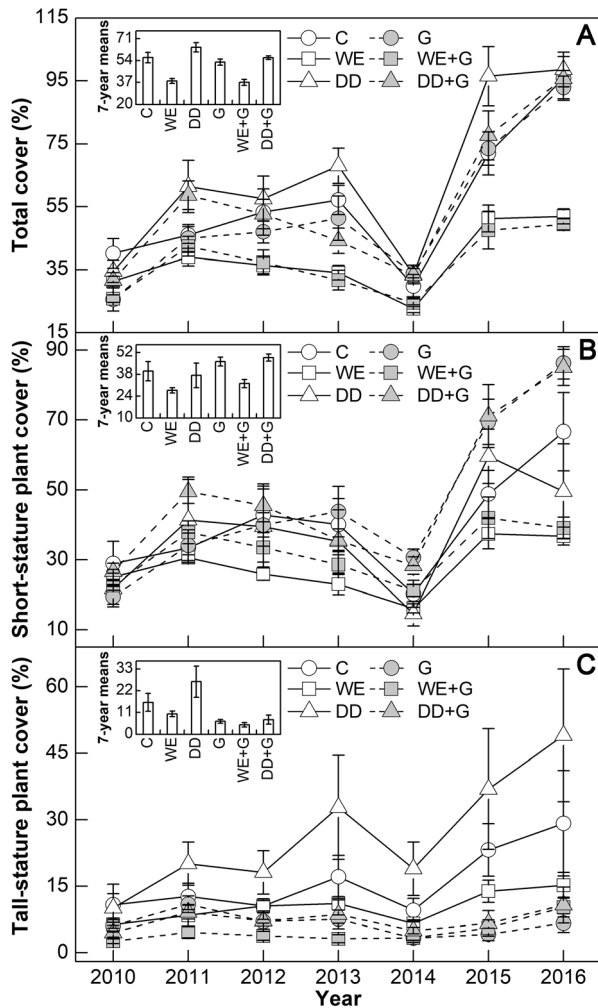 A
Total cover (%)
115
95
75
55
35
15
7-year means
71
54
37
20
C WE DD G WE+G DD+G
C G
WE WE+G
DD DD+G
B
Short-stature plant cover (%)
90
70
50
30
10
7-year means
52
38
24
10
C WE DD G WE+G DD+G
C G
WE WE+G
DD DD+G
C
Tall-stature plant cover (%)
60
45
30
15
0
7-year means
33
22
11
0
C WE DD G WE+G DD+G
C G
WE WE+G
DD DD+G
2010 2011 2012 2013 2014 2015 2016
Year